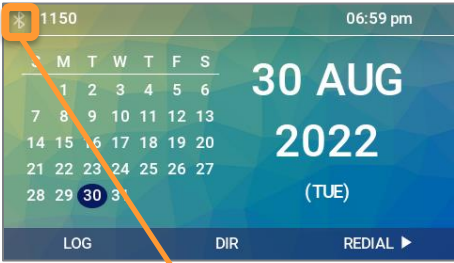 1150 06:59 pm
S M T W T F S
1 2 3 4 5 6
7 8 9 10 11 12 13
14 15 16 17 18 19 20
21 22 23 24 25 26 27
28 29 30 31
30 AUG
2022
(TUE)
LOG DIR REDIAL ▶